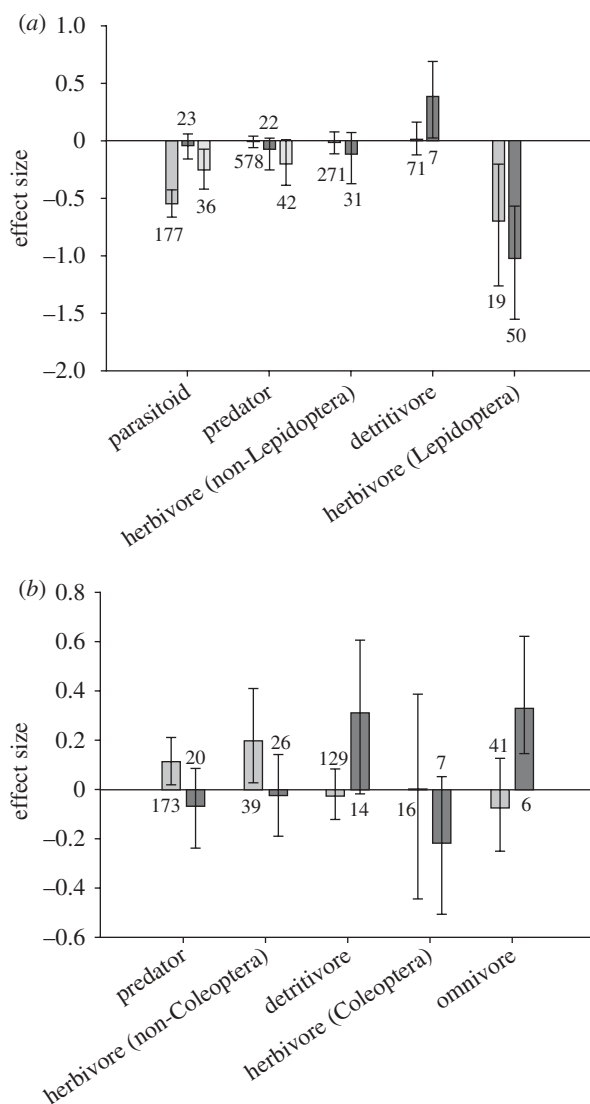 (a)
1.0
0.5
0
−0.5
−1.0
−1.5
−2.0
effect size
23
177
36
22
578
42
271
31
71
7
19
50
parasitoid
predator
herbivore (non-Lepidoptera)
detritivore
herbivore (Lepidoptera)
(b)
0.8
0.6
0.4
0.2
0
−0.2
−0.4
−0.6
effect size
173
20
39
26
129
14
16
7
41
6
predator
herbivore (non-Coleoptera)
detritivore
herbivore (Coleoptera)
omnivore